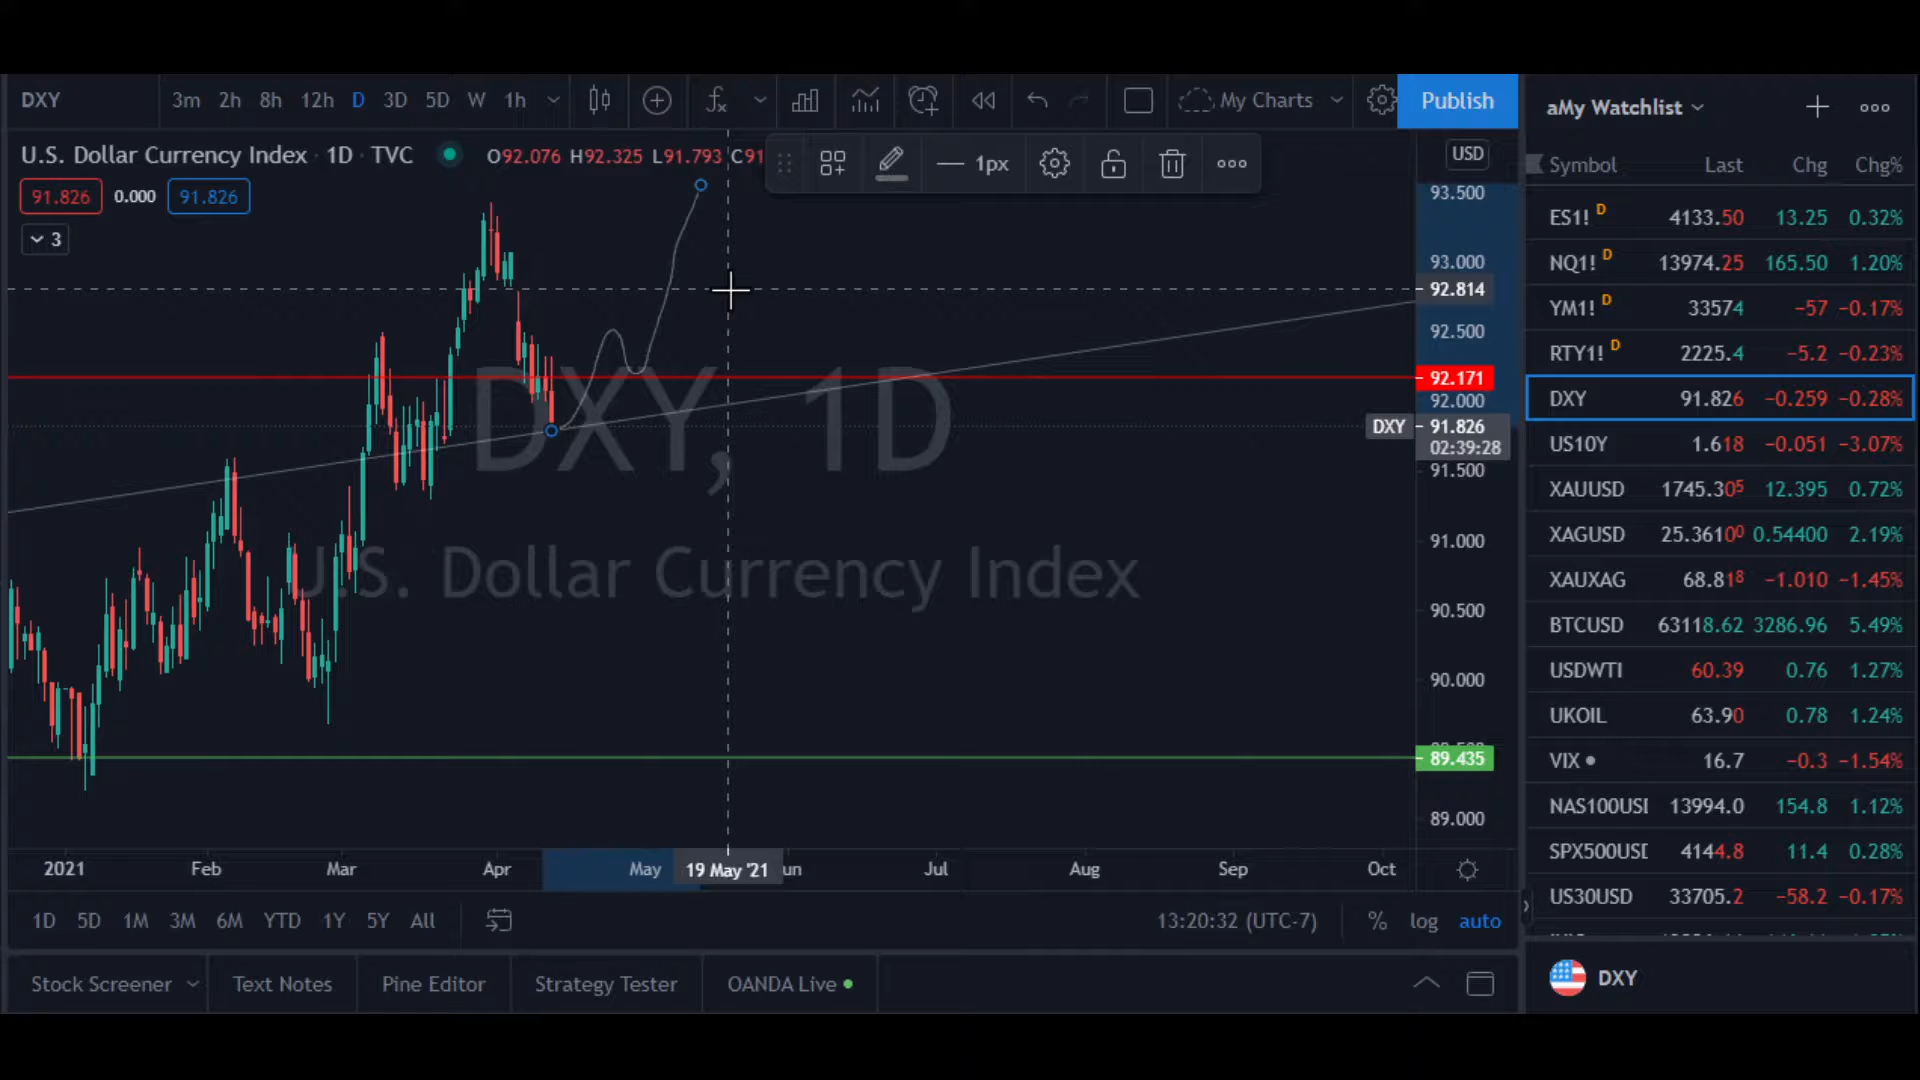 DXY 3m 2h 8h 12h D 3D 5D W 1h My Charts Publish
U.S. Dollar Currency Index · 1D · TVC O92.076 H92.325 L91.793 C91
1px
91.826 0.000 91.826
3
USD
93.500
93.000
92.814
92.500
92.171
92.000
DXY 91.826
02:39:28
91.500
91.000
90.500
90.000
89.435
89.000
DXY, 1D
U.S. Dollar Currency Index
2021 Feb Mar Apr May 19 May '21 un Jul Aug Sep Oct
1D 5D 1M 3M 6M YTD 1Y 5Y All 13:20:32 (UTC-7) % log auto
Stock Screener Text Notes Pine Editor Strategy Tester OANDA Live
aMy Watchlist
Symbol Last Chg Chg%
ES1! D 4133.50 13.25 0.32%
NQ1! D 13974.25 165.50 1.20%
YM1! D 33574 −57 −0.17%
RTY1! D 2225.4 −5.2 −0.23%
DXY 91.826 −0.259 −0.28%
US10Y 1.618 −0.051 −3.07%
XAUUSD 1745.305 12.395 0.72%
XAGUSD 25.36100 0.54400 2.19%
XAUXAG 68.818 −1.010 −1.45%
BTCUSD 63118.62 3286.96 5.49%
USDWTI 60.39 0.76 1.27%
UKOIL 63.90 0.78 1.24%
VIX 16.7 −0.3 −1.54%
NAS100USI 13994.0 154.8 1.12%
SPX500USI 4144.8 11.4 0.28%
US30USD 33705.2 −58.2 −0.17%
DXY